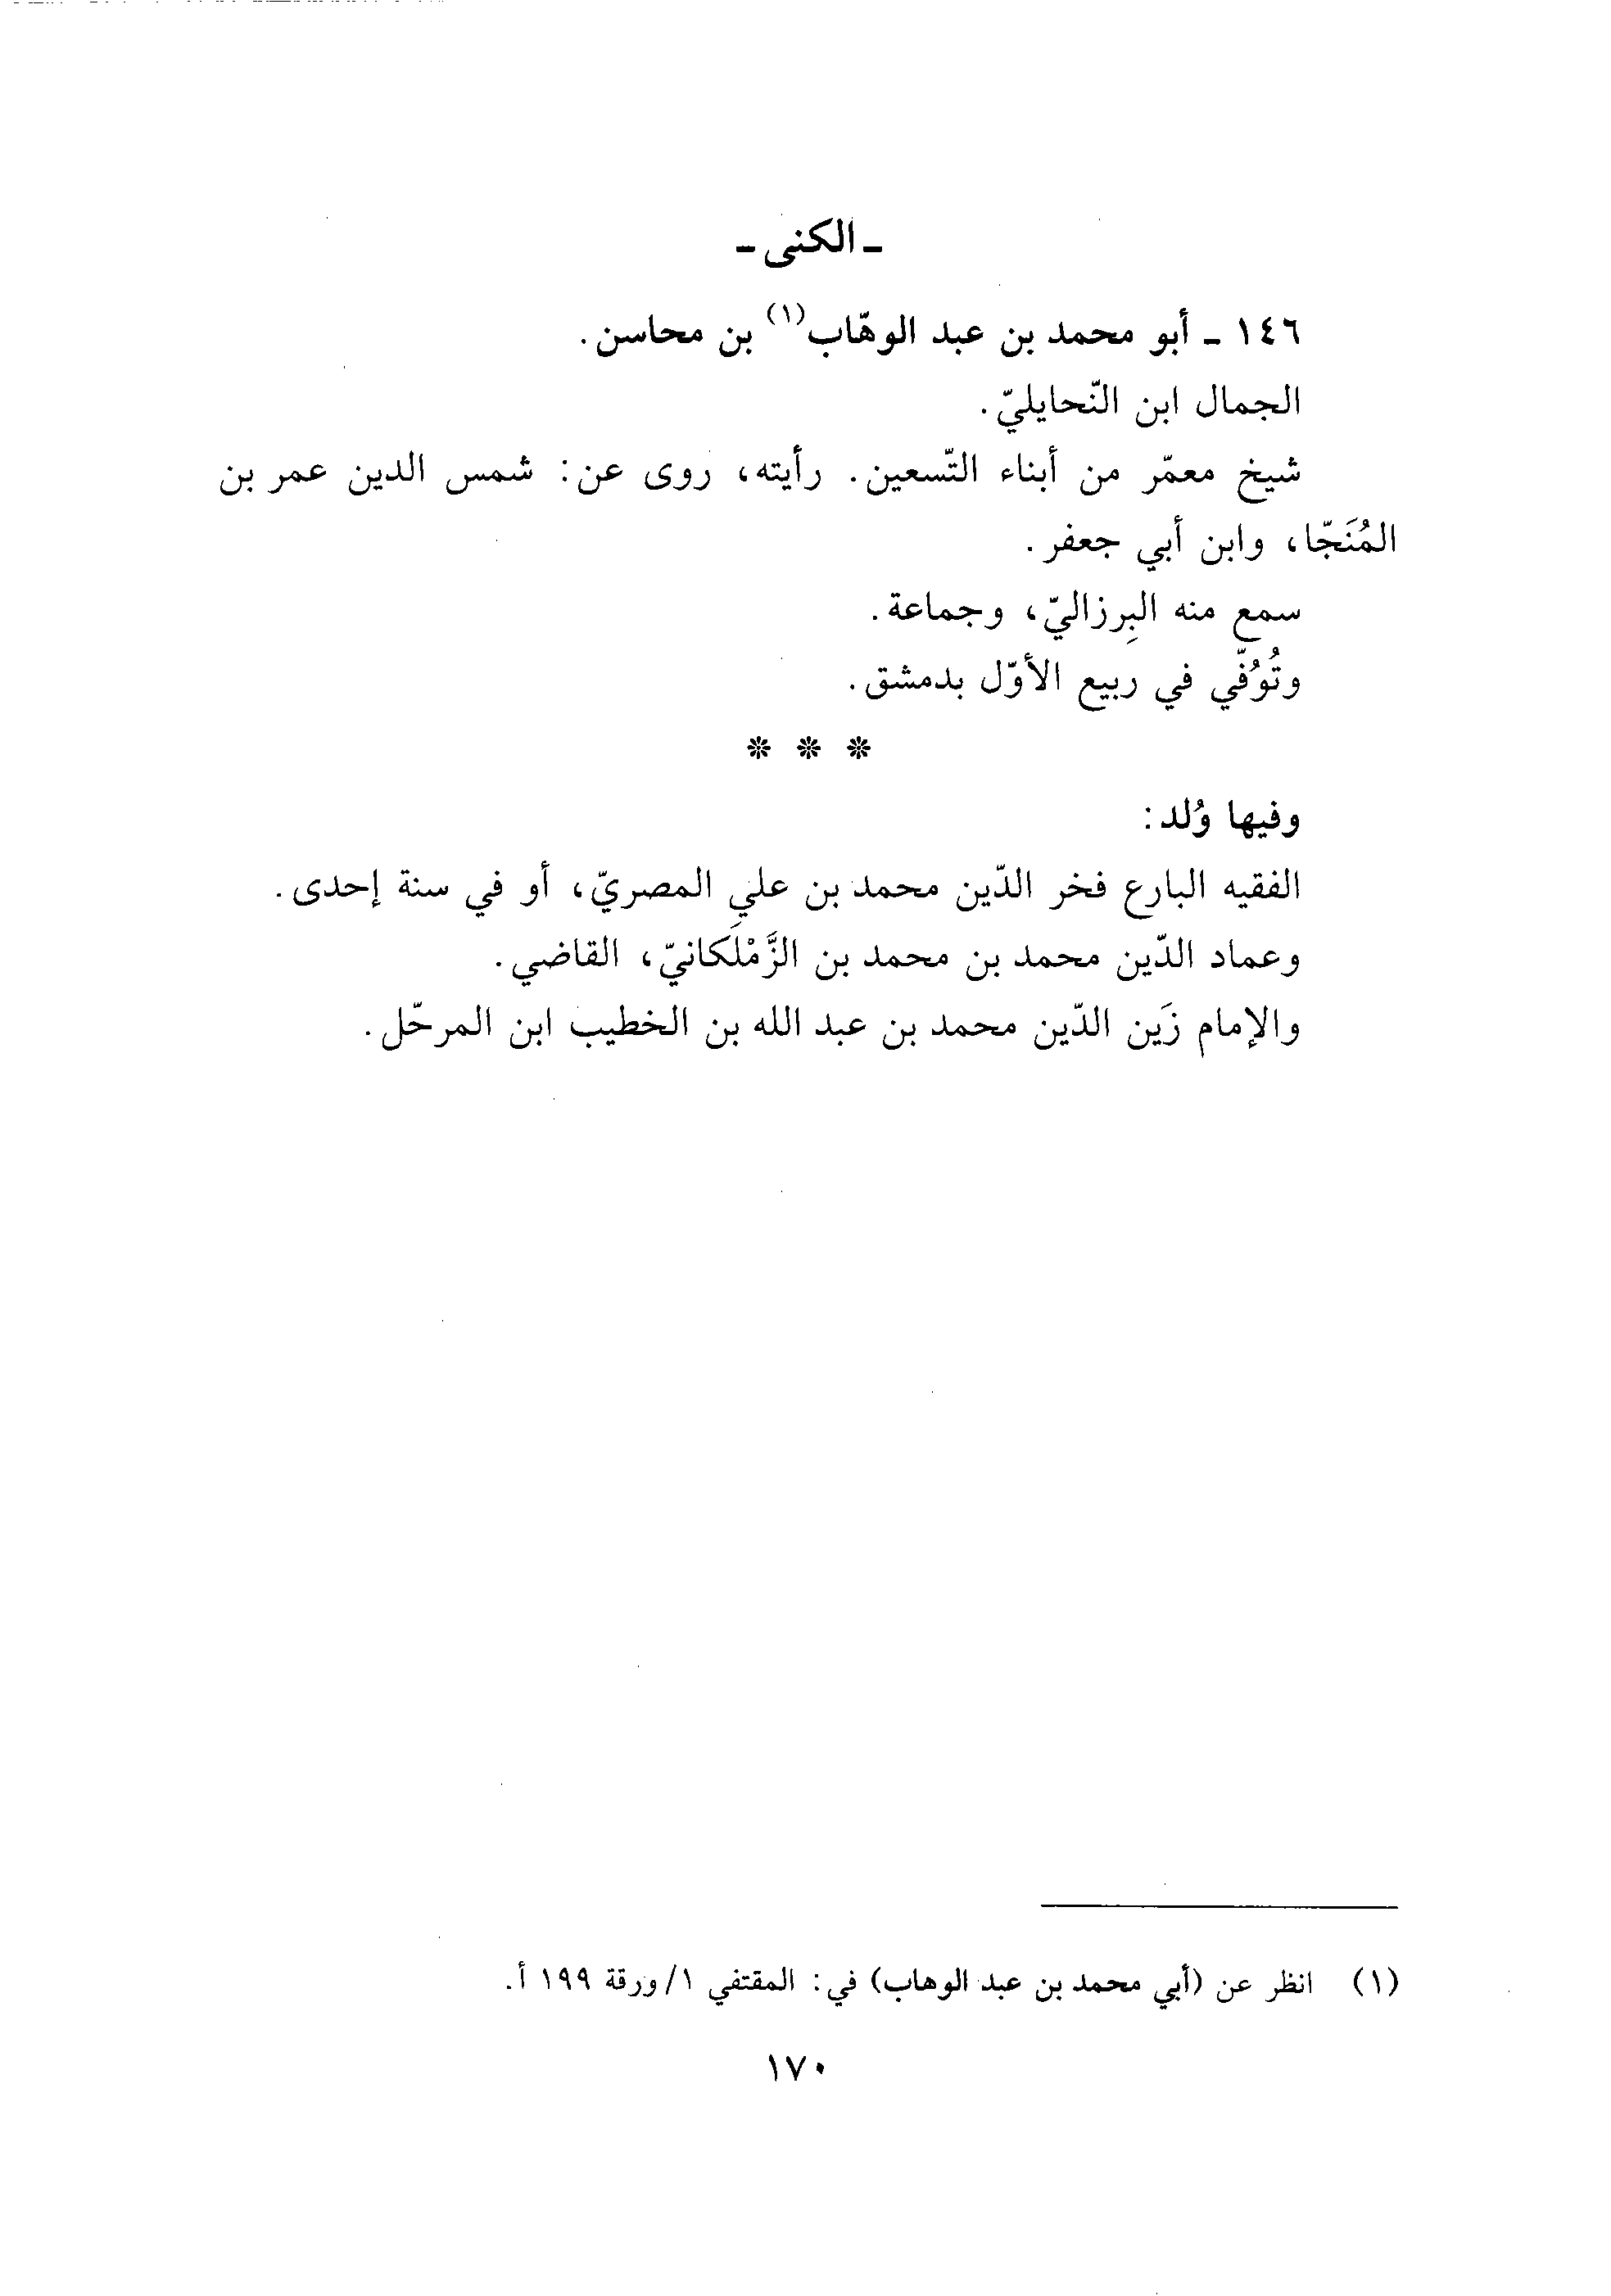 ـ الكنى ـ
١٤٦ ـ أبو محمد بن عبد الوهّاب(١) بن محاسن.
الجمال ابن النّحايليّ.
شيخ معمّر من أبناء التّسعين. رأيته، روى عن: شمس الدين عمر بن
المُنَجّا، وابن أبي جعفر.
سمع منه البِرزاليّ، وجماعة.
وتُوُفّي في ربيع الأوّل بدمشق.
* * *
وفيها وُلد:
الفقيه البارع فخر الدّين محمد بن علي المصريّ، أو في سنة إحدى.
وعماد الدّين محمد بن محمد بن الزَّمْلَكانيّ، القاضي.
والإمام زَين الدّين محمد بن عبد الله بن الخطيب ابن المرحّل.
(١) انظر عن (أبي محمد بن عبد الوهاب) في: المقتفي ١/ورقة ١٩٩ أ.
١٧٠